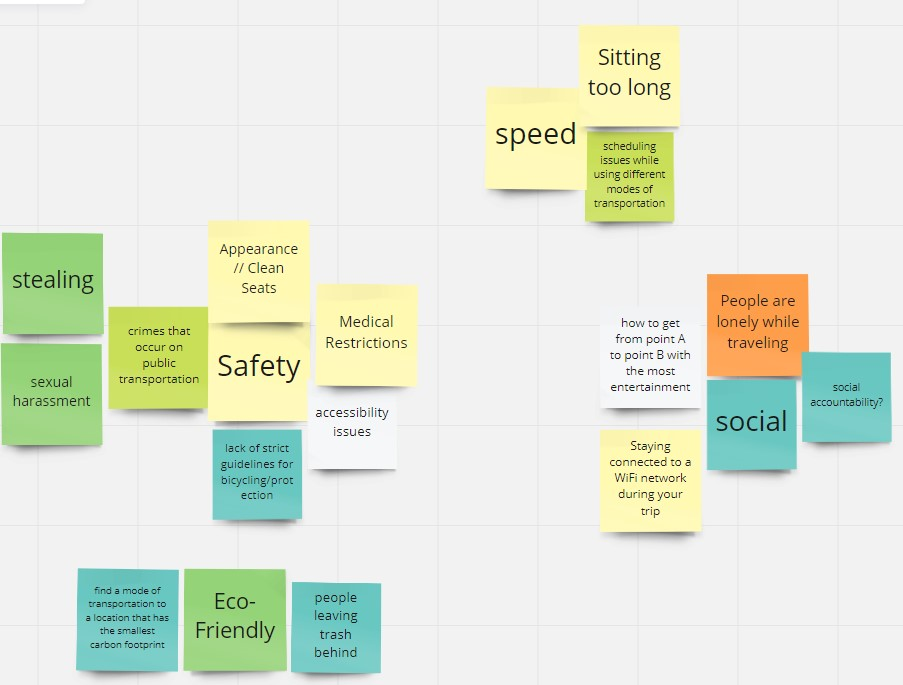 Sitting
too long
speed
scheduling
issues while
using different
modes of
transportation
stealing
sexual
harassment
crimes that
occur on
public
transportation
Appearance
// Clean
Seats
Safety
Medical
Restrictions
accessibility
issues
lack of strict
guidelines for
bicycling/prot
ection
how to get
from point A
to point B with
the most
entertainment
People are
lonely while
traveling
social
social
accountability?
Staying
connected to a
WiFi network
during your
trip
find a mode of
transportation to
a location that has
the smallest
carbon footprint
Eco-
Friendly
people
leaving
trash
behind